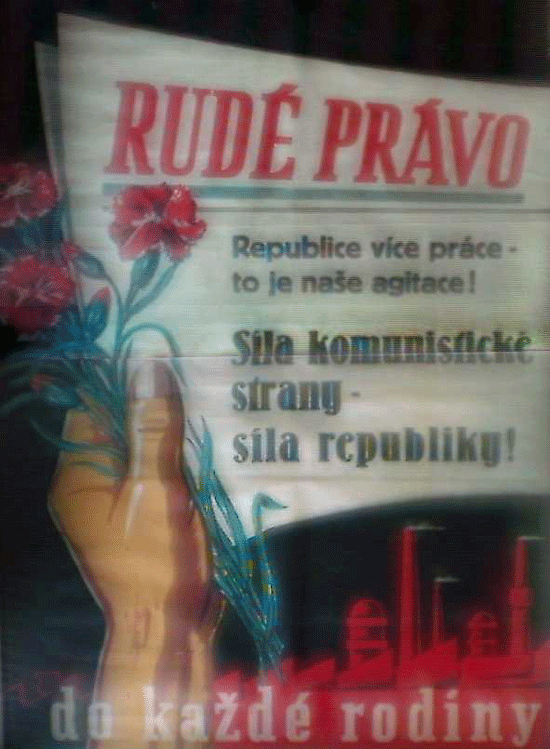 RUDÉ PRÁVO
Republice více práce -
to je naše agitace!
Síla komunistické
strany -
síla republiky!
do každé rodiny